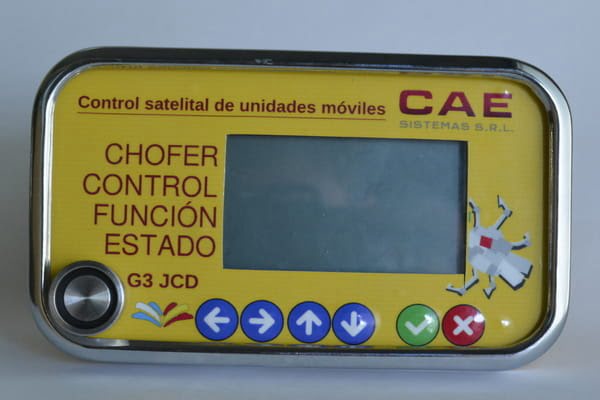 Control satelital de unidades móviles
CAE
SISTEMAS S.R.L.
CHOFER
CONTROL
FUNCIÓN
ESTADO
G3 JCD